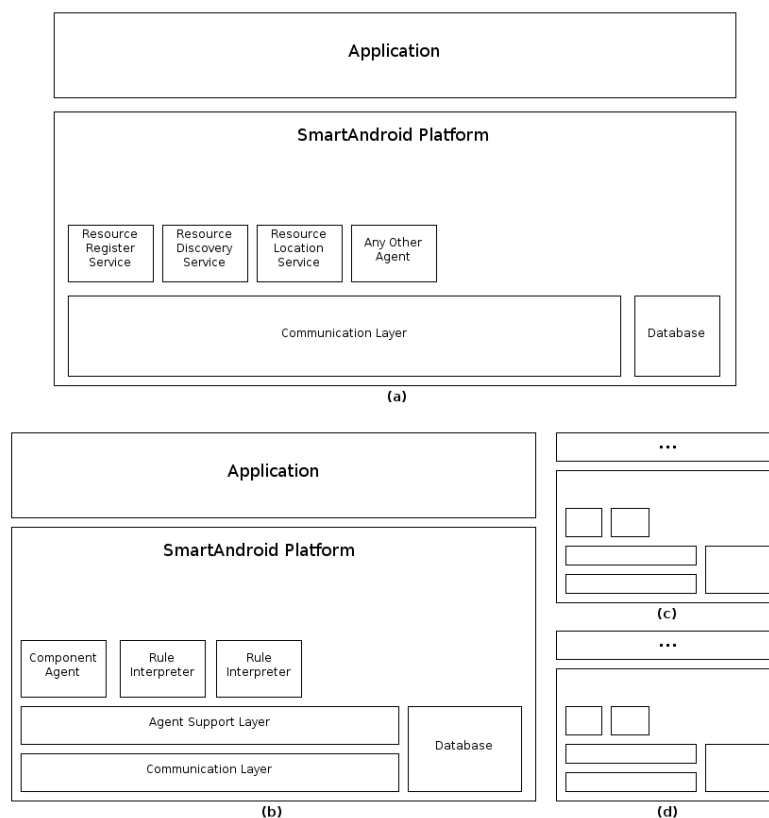 Application
SmartAndroid Platform
Resource
Register
Service
Resource
Discovery
Service
Resource
Location
Service
Any Other
Agent
Communication Layer
Database
(a)
Application
SmartAndroid Platform
Component
Agent
Rule
Interpreter
Rule
Interpreter
Agent Support Layer
Communication Layer
Database
(b)
...
(c)
...
(d)